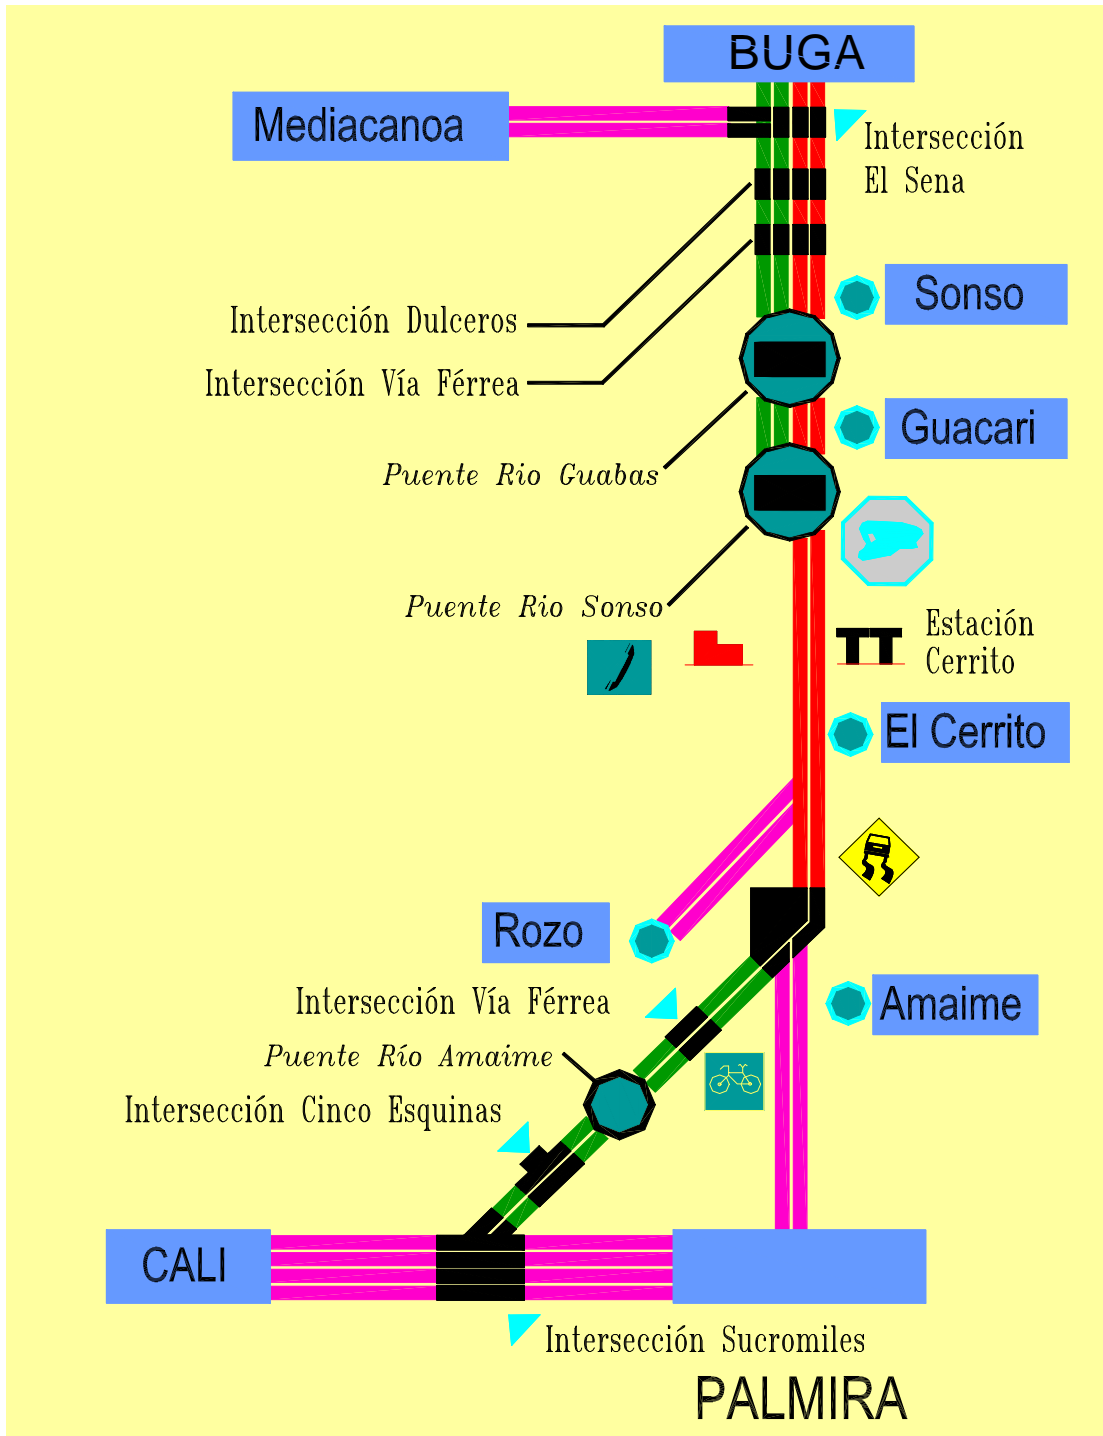 BUGA
Mediacanoa
Intersección
El Sena
Sonso
Intersección Dulceros
Intersección Vía Férrea
Guacari
Puente Rio Guabas
Puente Rio Sonso
Estación
Cerrito
El Cerrito
Rozo
Intersección Vía Férrea
Amaime
Puente Río Amaime
Intersección Cinco Esquinas
CALI
Intersección Sucromiles
PALMIRA